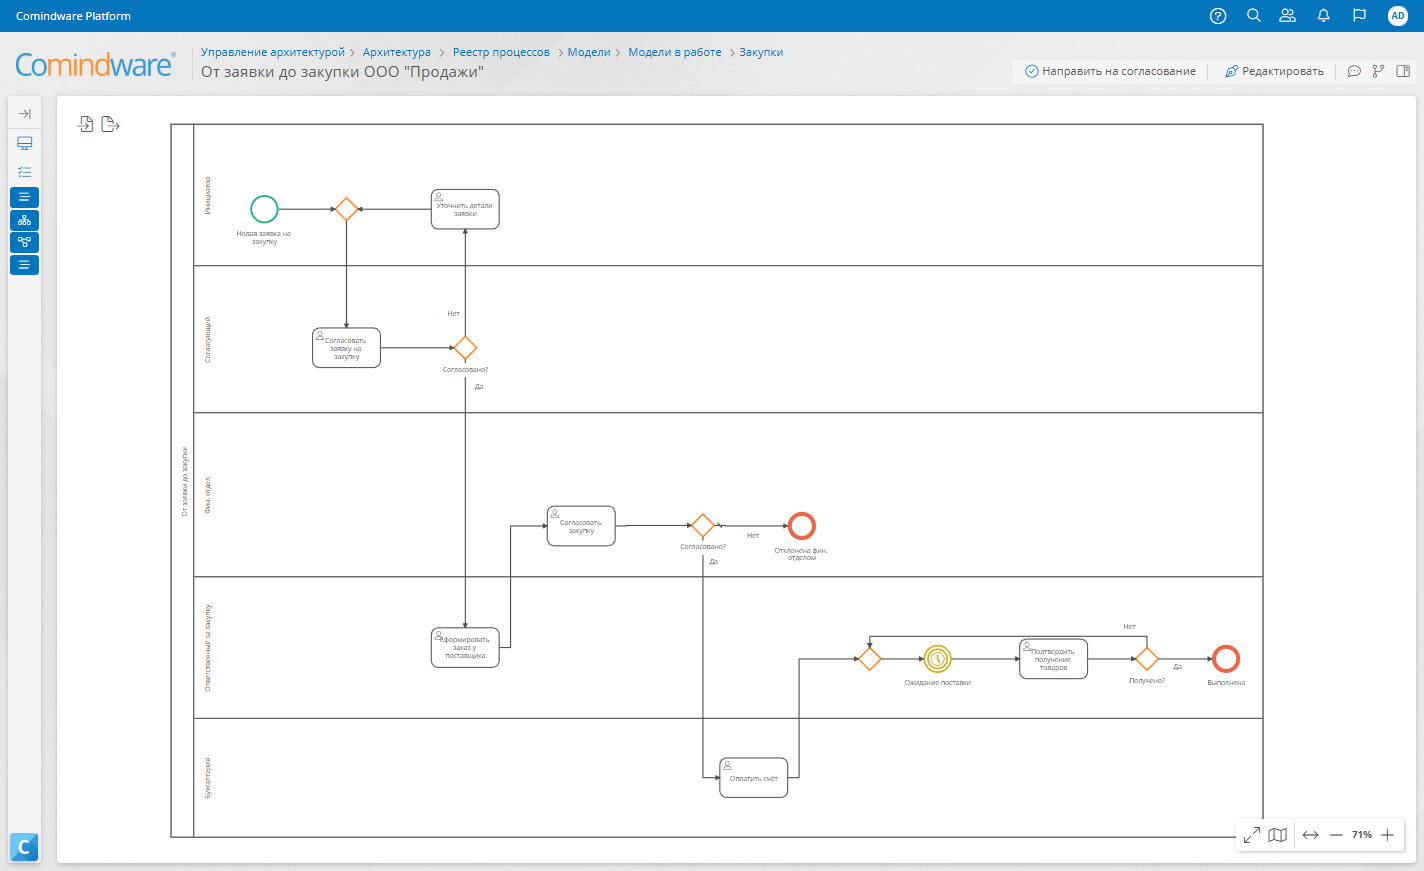 Comindware Platform
AD
Comindware®
Управление архитектурой > Архитектура > Реестр процессов > Модели > Модели в работе > Закупки
От заявки до закупки ООО "Продажи"
Направить на согласование
Редактировать
От заявки до закупки
Инициатор
Новая заявка на
закупку
Уточнить детали
заявки
Согласующий
Нет
Согласовать
заявку на
закупку
Согласовано?
Да
Фин. отдел
Согласовать
закупку
Согласовано?
Нет
Да
Отклонена фин.
отделом
Ответственный за закупку
Сформировать
заказ у
поставщика
Ожидание поставки
Подтвердить
получение
товаров
Нет
Получено?
Да
Выполнена
Бухгалтерия
Оплатить счёт
C
71%